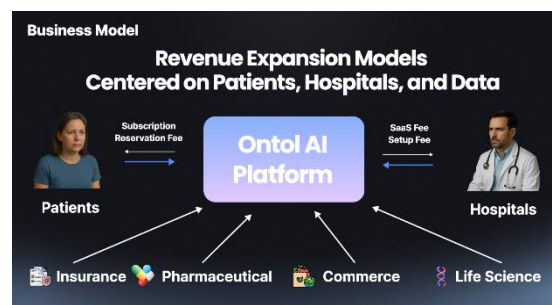 Business Model
Revenue Expansion Models
Centered on Patients, Hospitals, and Data
Subscription
Reservation Fee
Ontol AI
Platform
SaaS Fee
Setup Fee
Patients
Hospitals
Insurance
Pharmaceutical
Commerce
Life Science